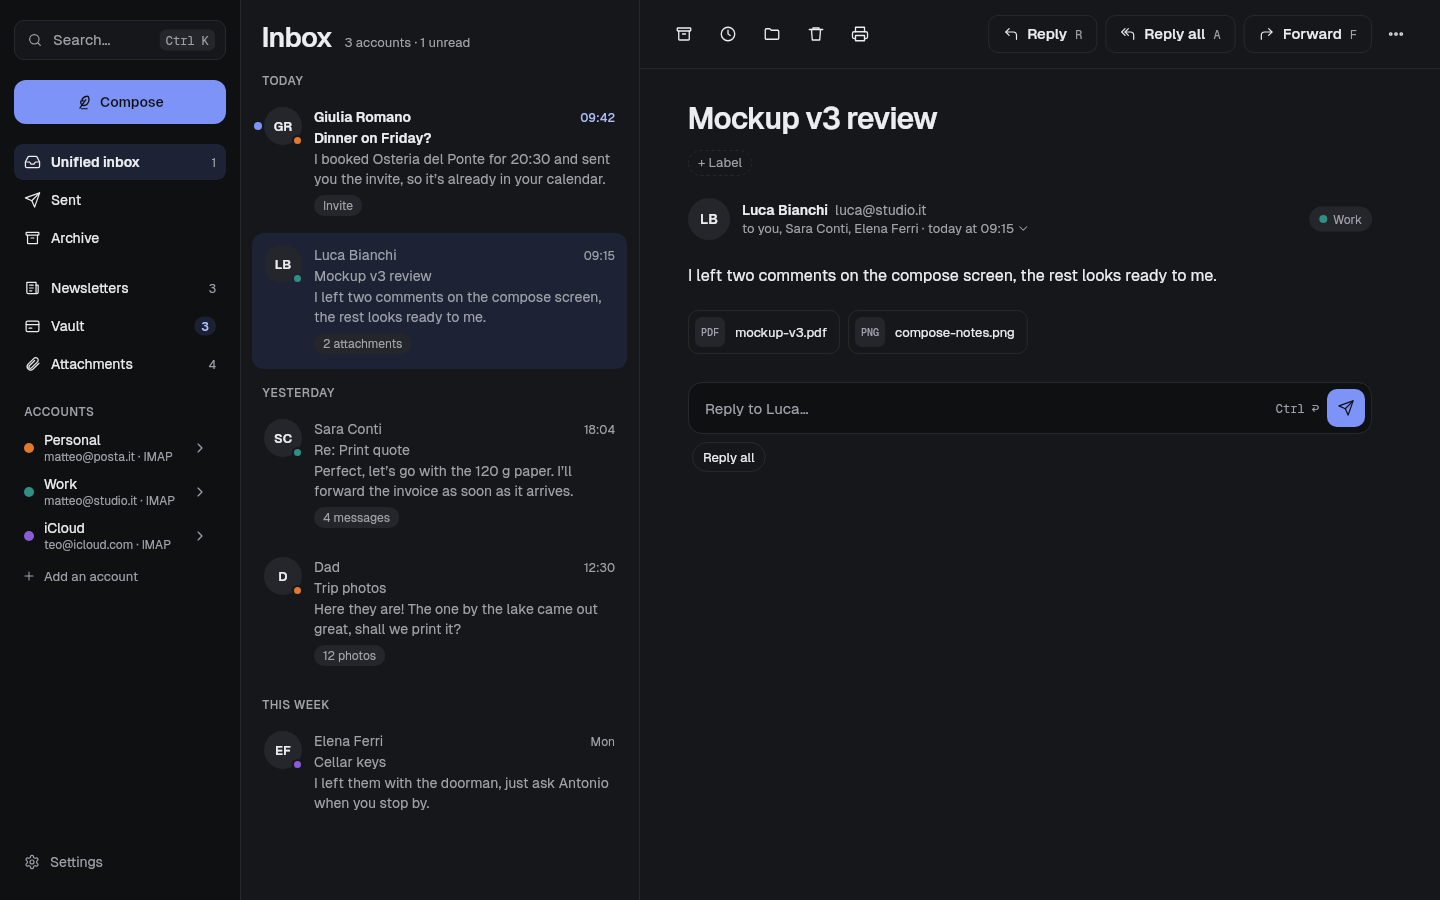 Search… Ctrl K
Compose
Unified inbox 1
Sent
Archive
Newsletters 3
Vault 3
Attachments 4
ACCOUNTS
Personal
matteo@posta.it · IMAP
Work
matteo@studio.it · IMAP
iCloud
teo@icloud.com · IMAP
Add an account
Settings
Inbox 3 accounts · 1 unread
TODAY
GR Giulia Romano 09:42
Dinner on Friday?
I booked Osteria del Ponte for 20:30 and sent
you the invite, so it’s already in your calendar.
Invite
LB Luca Bianchi 09:15
Mockup v3 review
I left two comments on the compose screen,
the rest looks ready to me.
2 attachments
YESTERDAY
SC Sara Conti 18:04
Re: Print quote
Perfect, let’s go with the 120 g paper. I’ll
forward the invoice as soon as it arrives.
4 messages
D Dad 12:30
Trip photos
Here they are! The one by the lake came out
great, shall we print it?
12 photos
THIS WEEK
EF Elena Ferri Mon
Cellar keys
I left them with the doorman, just ask Antonio
when you stop by.
Reply R Reply all A Forward F
Mockup v3 review
+ Label
LB Luca Bianchi luca@studio.it
to you, Sara Conti, Elena Ferri · today at 09:15
Work
I left two comments on the compose screen, the rest looks ready to me.
PDF mockup-v3.pdf PNG compose-notes.png
Reply to Luca… Ctrl ⏎
Reply all